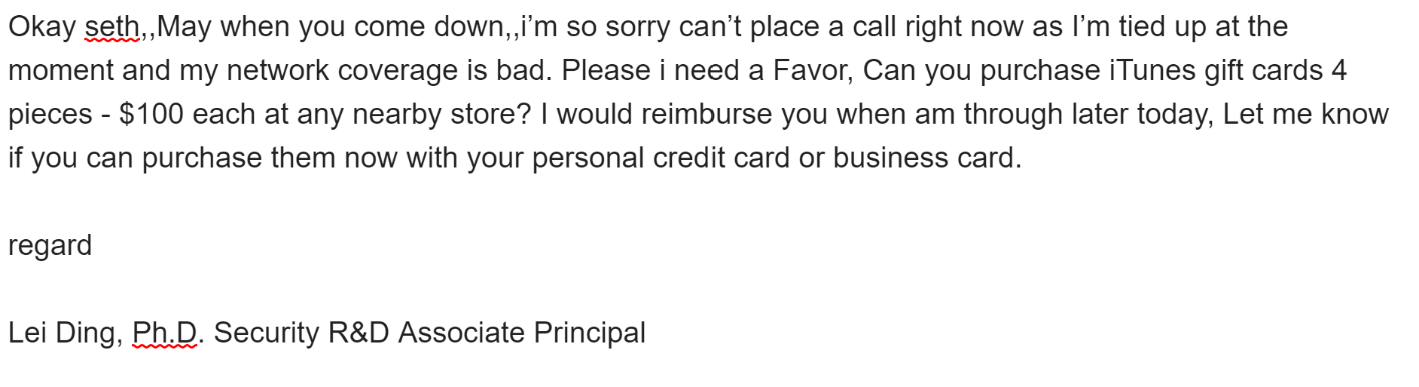 Okay seth,,May when you come down,,i’m so sorry can’t place a call right now as I’m tied up at the
moment and my network coverage is bad. Please i need a Favor, Can you purchase iTunes gift cards 4
pieces - $100 each at any nearby store? I would reimburse you when am through later today, Let me know
if you can purchase them now with your personal credit card or business card.
regard
Lei Ding, Ph.D. Security R&D Associate Principal